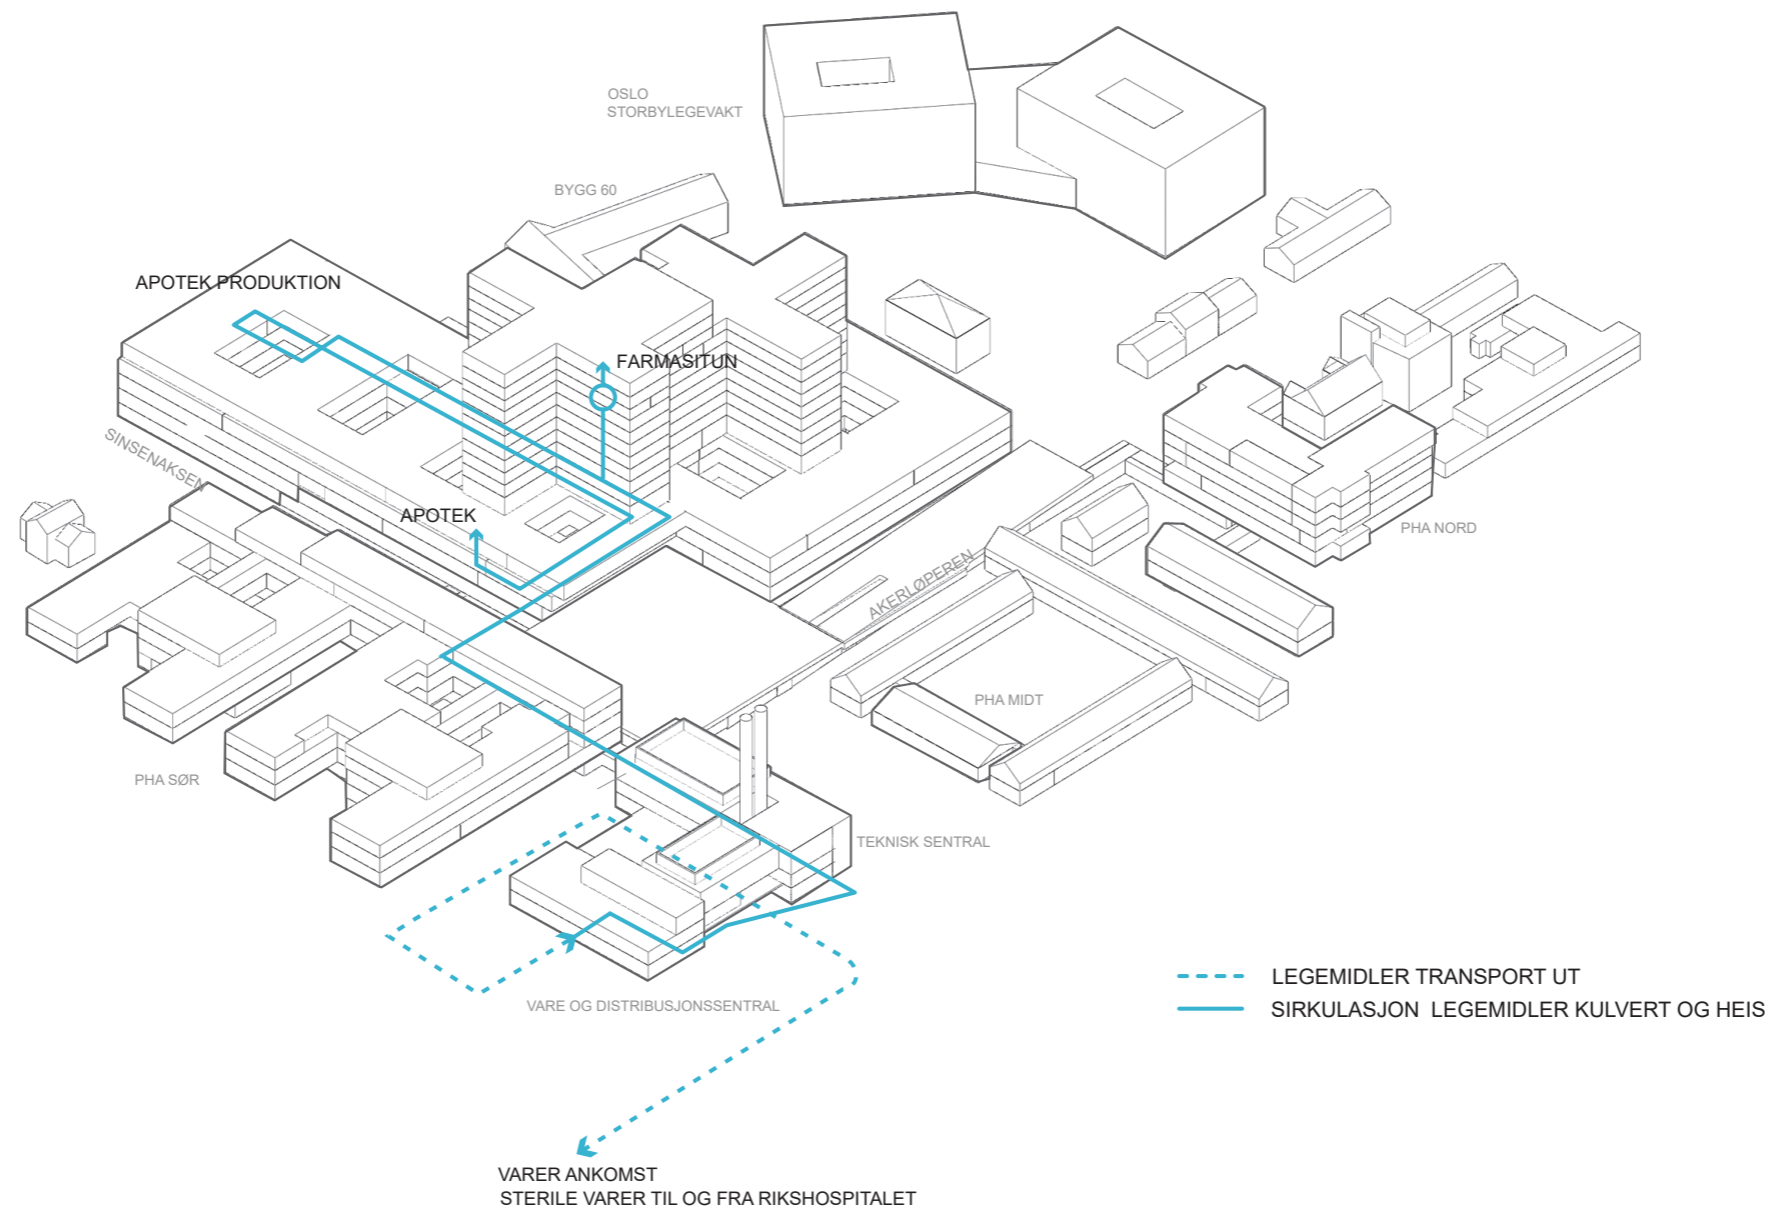 OSLO
STORBYLEGEVAKT
BYGG 60
APOTEK PRODUKTION
FARMASITUN
SINSENAKSEN
APOTEK
PHA NORD
AKERLØPEREN
PHA MIDT
PHA SØR
TEKNISK SENTRAL
VARE OG DISTRIBUSJONSSENTRAL
LEGEMIDLER TRANSPORT UT
SIRKULASJON LEGEMIDLER KULVERT OG HEIS
VARER ANKOMST
STERILE VARER TIL OG FRA RIKSHOSPITALET